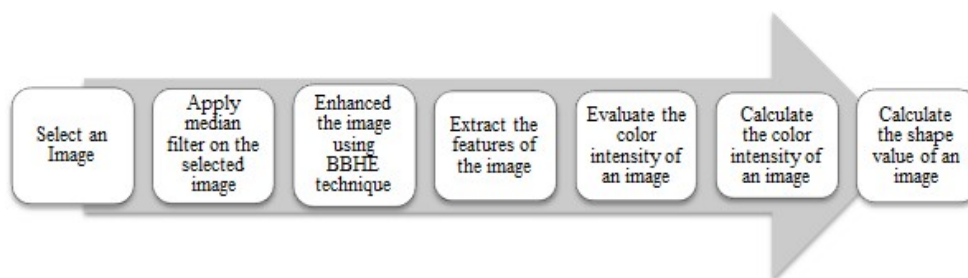 Select an
Image
Apply
median
filter on the
selected
image
Enhanced
the image
using
BBHE
technique
Extract the
features of
the image
Evaluate the
color
intensity of
an image
Calculate
the color
intensity of
an image
Calculate
the shape
value of an
image